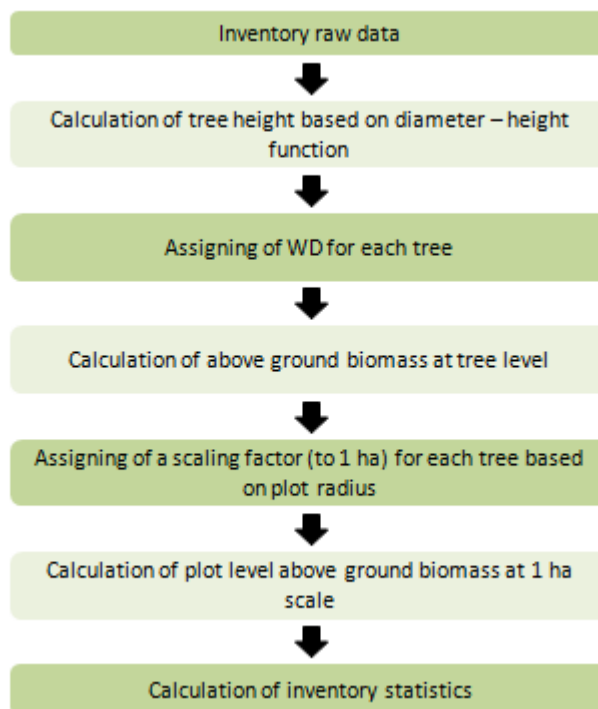 Inventory raw data
Calculation of tree height based on diameter – height
function
Assigning of WD for each tree
Calculation of above ground biomass at tree level
Assigning of a scaling factor (to 1 ha) for each tree based
on plot radius
Calculation of plot level above ground biomass at 1 ha
scale
Calculation of inventory statistics